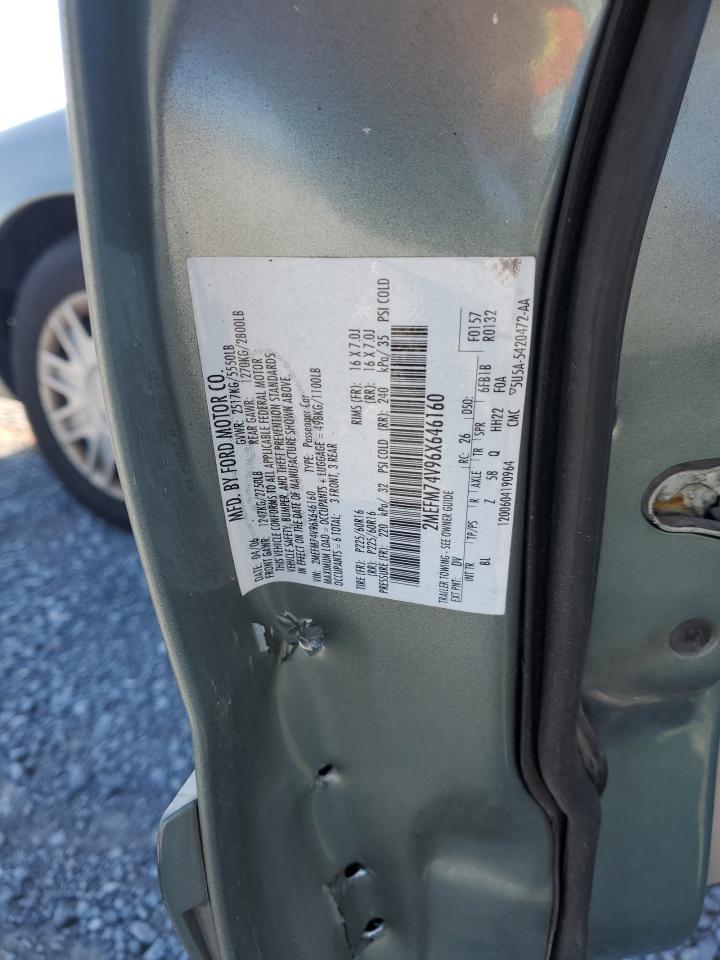 MFD. BY FORD MOTOR CO.
DATE: 04/06 GVWR: 2517KG/5550LB
FRONT GAWR: 1247KG/2750LB REAR GAWR: 1270KG/2800LB
THIS VEHICLE CONFORMS TO ALL APPLICABLE FEDERAL MOTOR
VEHICLE SAFETY, BUMPER, AND THEFT PREVENTION STANDARDS
IN EFFECT ON THE DATE OF MANUFACTURE SHOWN ABOVE.
VIN: 2MEFM74V96X646160 TYPE: Passenger Car
MAXIMUM LOAD = OCCUPANTS + LUGGAGE = 498KG/1100LB
OCCUPANTS = 6 TOTAL 3 FRONT, 3 REAR
TIRE (FR): P225/60R16 RIMS (FR): 16 X 7.0J
(RR): P225/60R16 (RR): 16 X 7.0J
PRESSURE (FR): 220 kPa/ 32 PSI COLD (RR): 240 kPa/ 35 PSI COLD
2MEFM74V96X646160
TRAILER TOWING - SEE OWNER GUIDE
EXT PNT: DV RC: 26 DSO: F0157
R0132
INT TR TP/PS R AXLE TR SPR
BL Z 5B Q HH22 6FB1B F0A
1200604190964 CMC 5U5A-5420472-AA